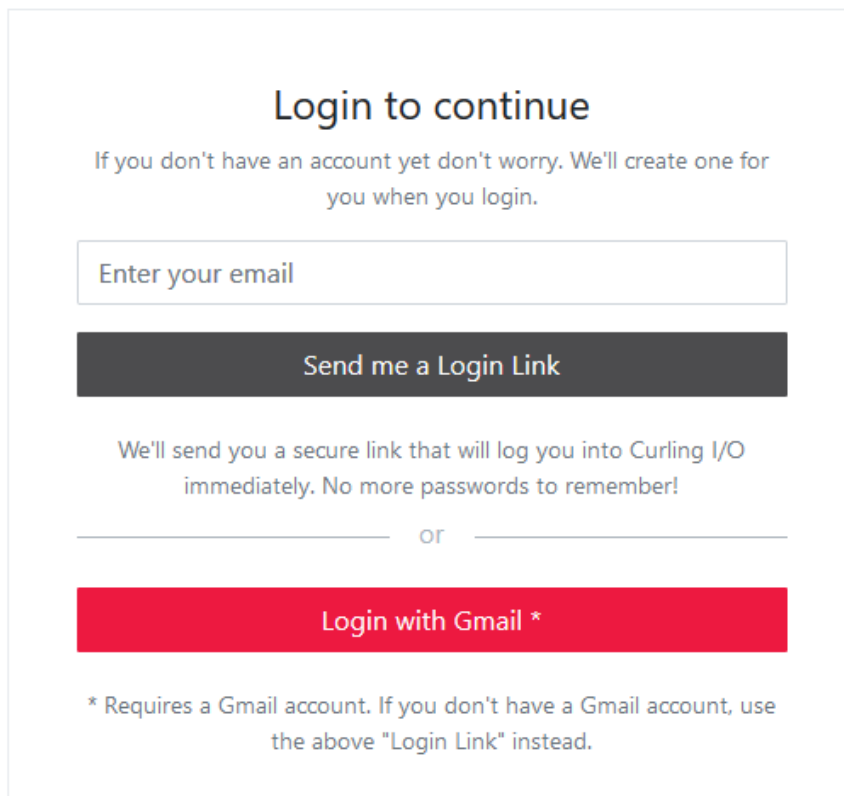 Login to continue
If you don't have an account yet don't worry. We'll create one for
you when you login.
Enter your email
Send me a Login Link
We'll send you a secure link that will log you into Curling I/O
immediately. No more passwords to remember!
or
Login with Gmail *
* Requires a Gmail account. If you don't have a Gmail account, use
the above "Login Link" instead.